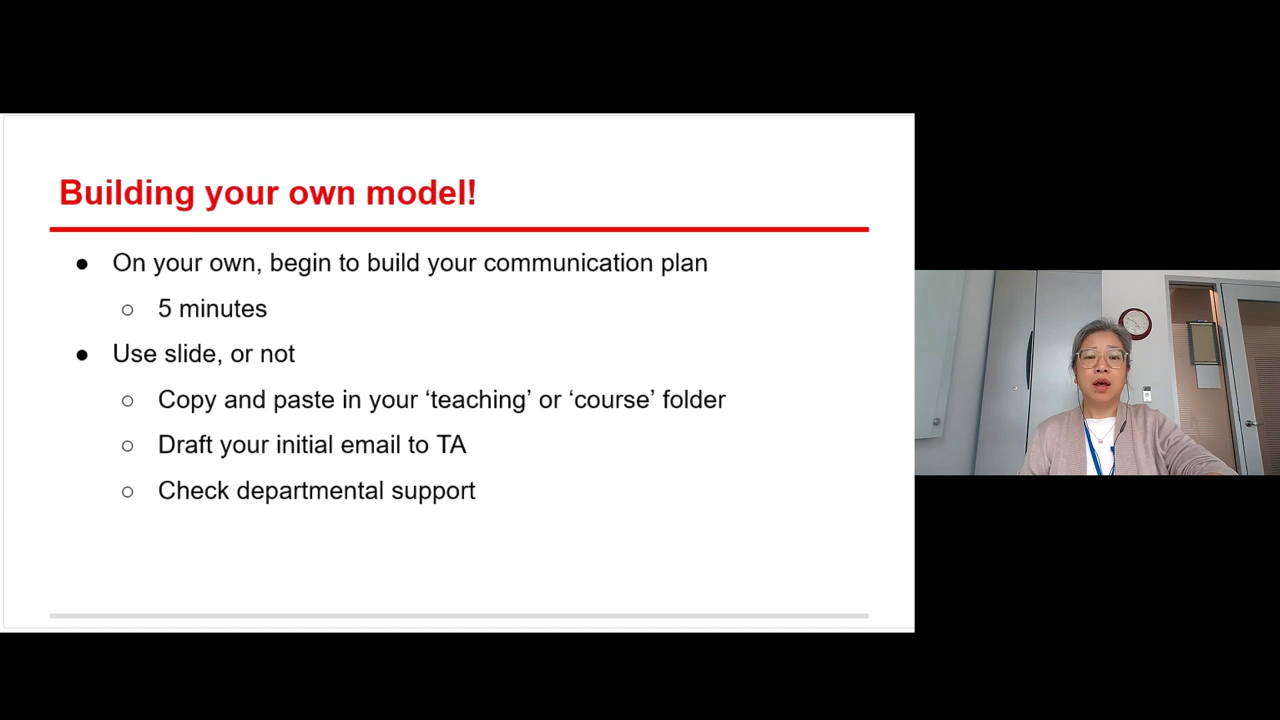 Building your own model!
● On your own, begin to build your communication plan
○ 5 minutes
● Use slide, or not
○ Copy and paste in your ‘teaching’ or ‘course’ folder
○ Draft your initial email to TA
○ Check departmental support